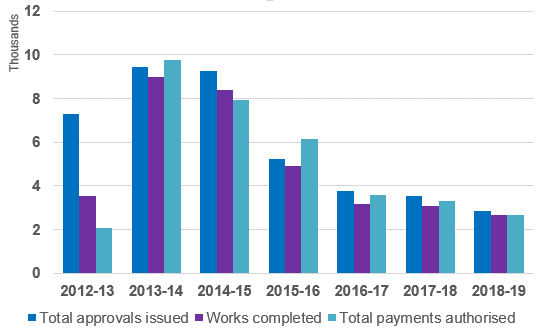 Thousands
12
10
8
6
4
2
0
2012-13 2013-14 2014-15 2015-16 2016-17 2017-18 2018-19
Total approvals issued Works completed Total payments authorised